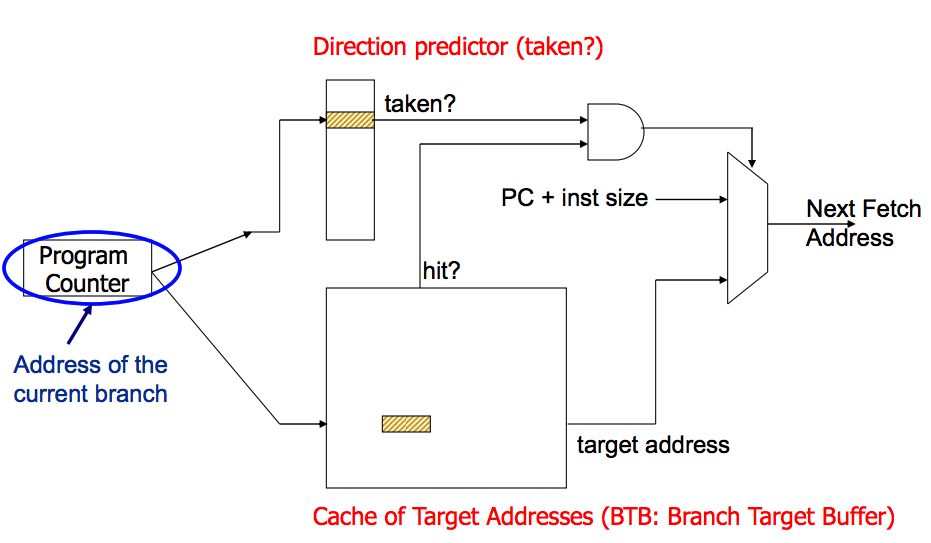 Direction predictor (taken?)
taken?
PC + inst size
Next Fetch
Address
Program
Counter
hit?
Address of the
current branch
target address
Cache of Target Addresses (BTB: Branch Target Buffer)